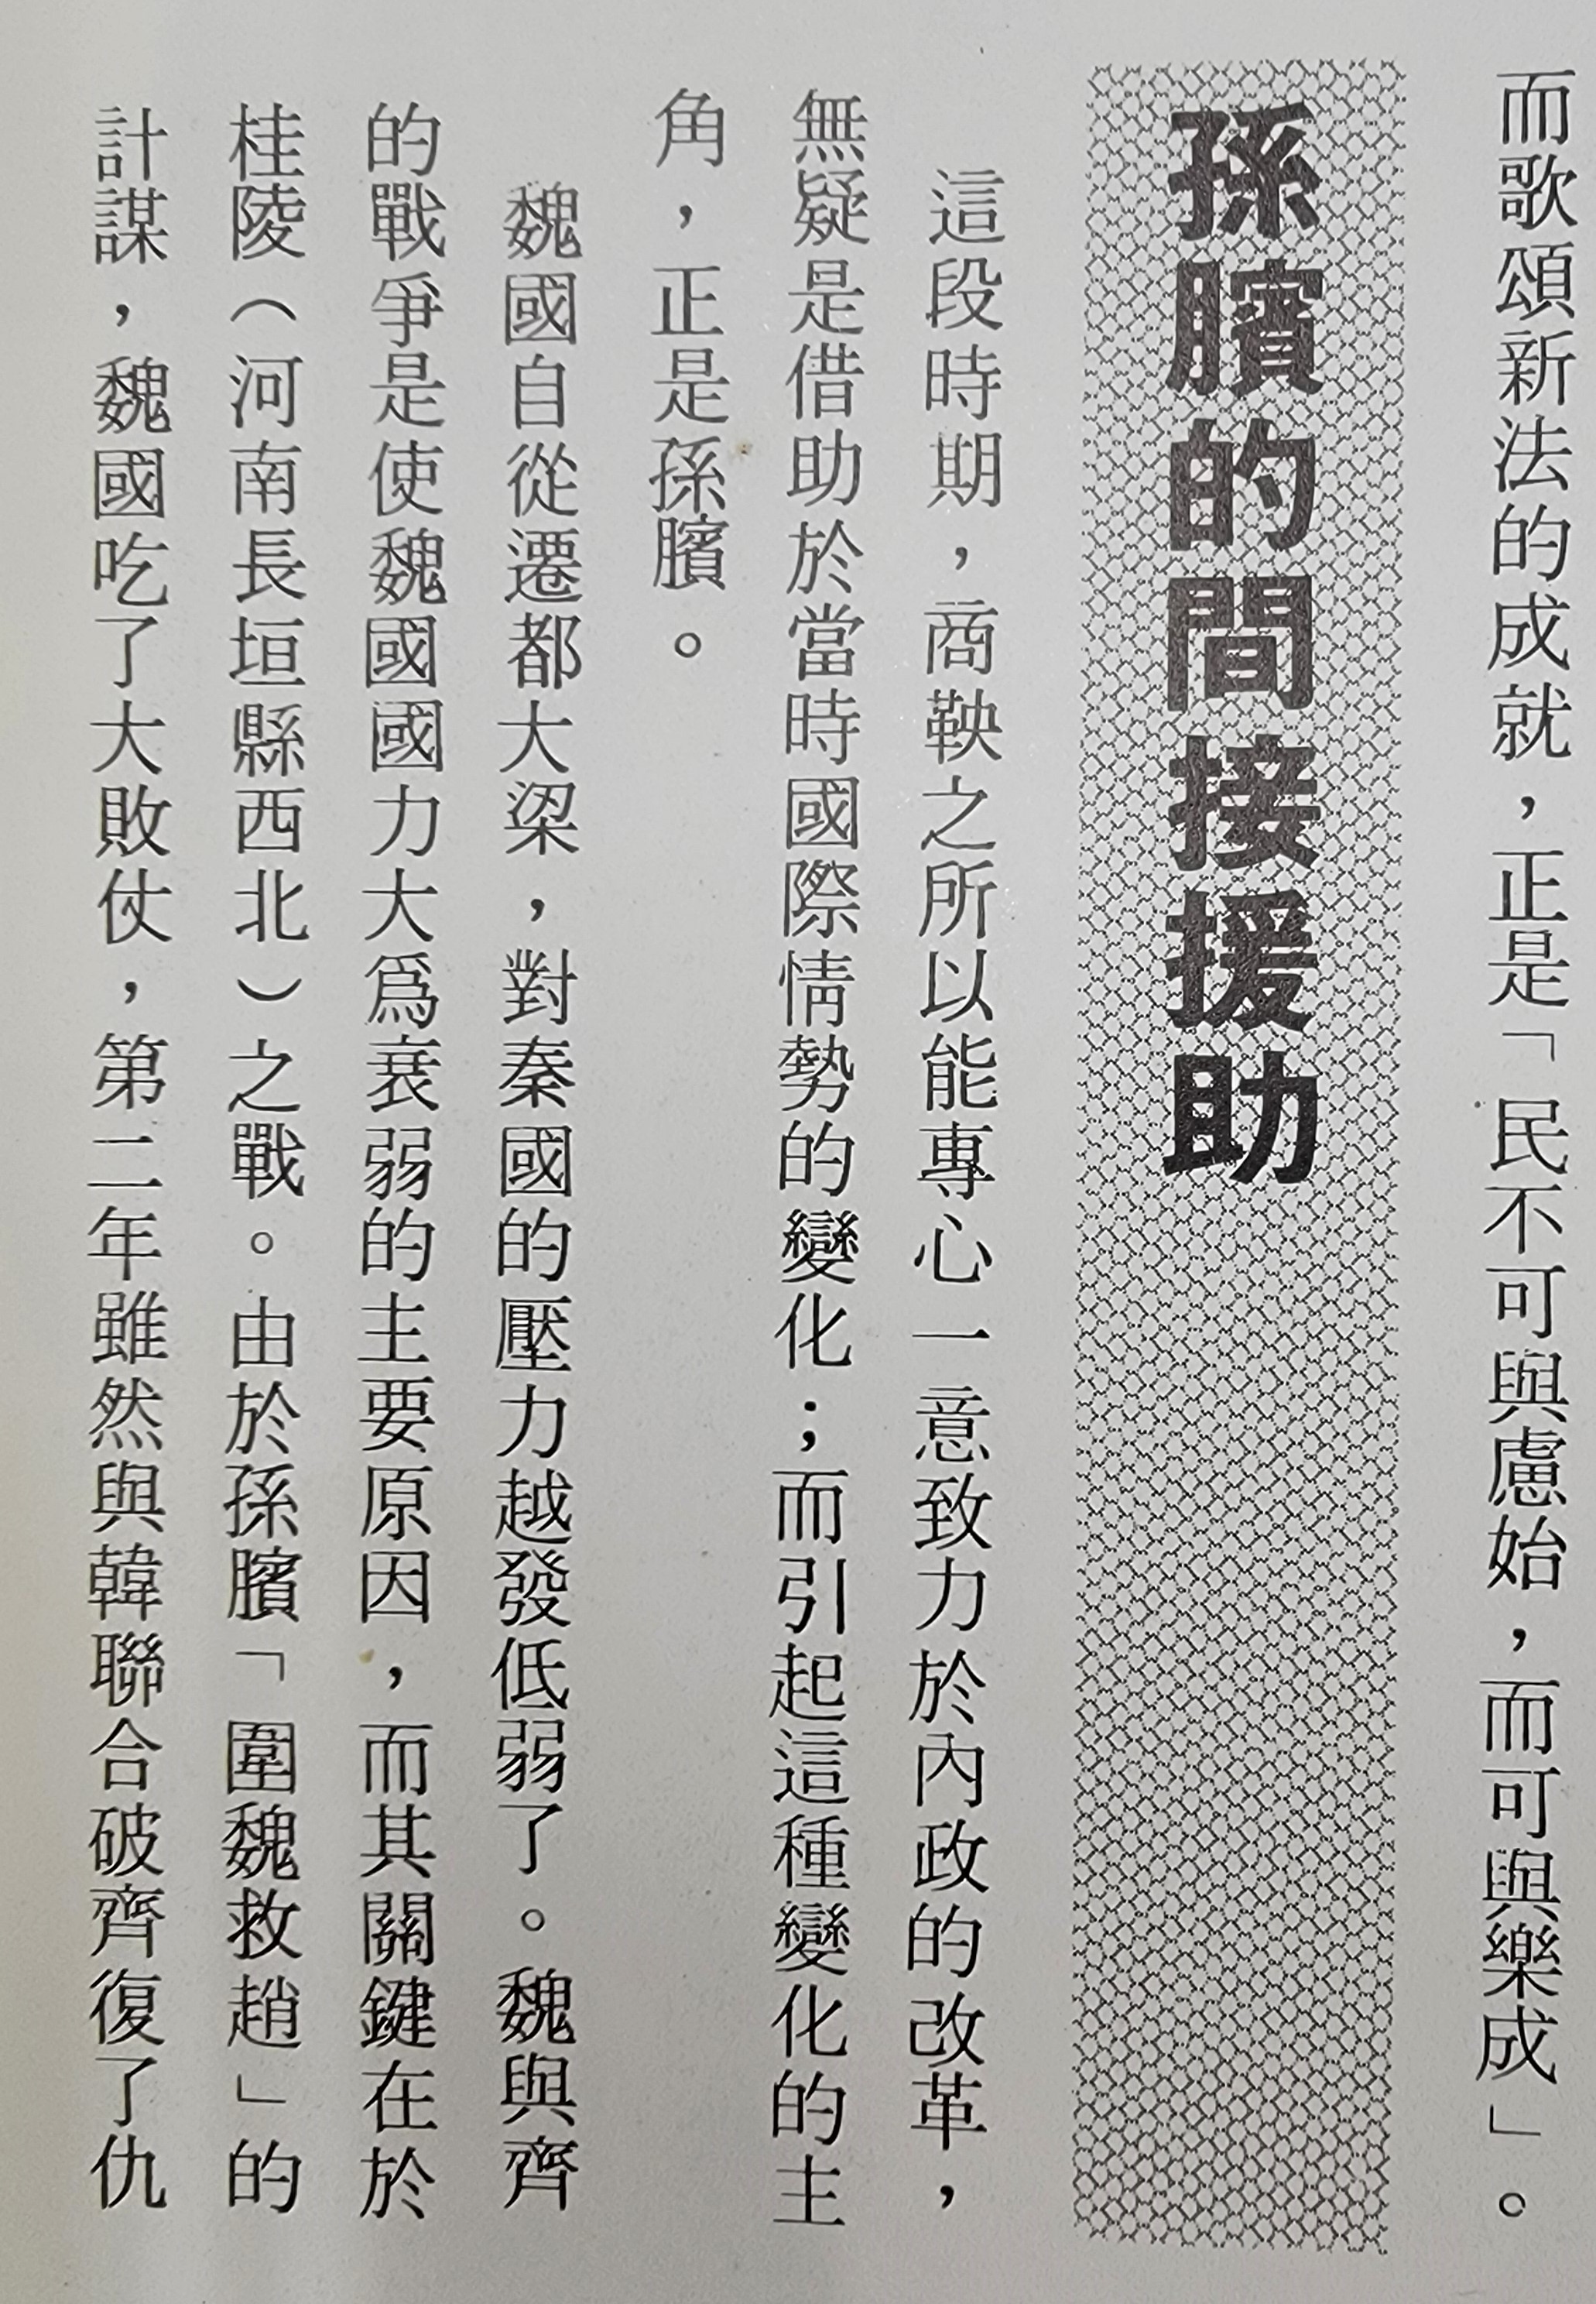 而歌頌新法的成就，正是「民不可與慮始，而可與樂成」。
孫臏的間接援助
這段時期，商鞅之所以能專心一意致力於內政的改革，
無疑是借助於當時國際情勢的變化；而引起這種變化的主
角，正是孫臏。
魏國自從遷都大梁，對秦國的壓力越發低弱了。魏與齊
的戰爭是使魏國國力大爲衰弱的主要原因，而其關鍵在於
桂陵（河南長垣縣西北）之戰。由於孫臏「圍魏救趙」的
計謀，魏國吃了大敗仗，第二年雖然與韓聯合破齊復了仇